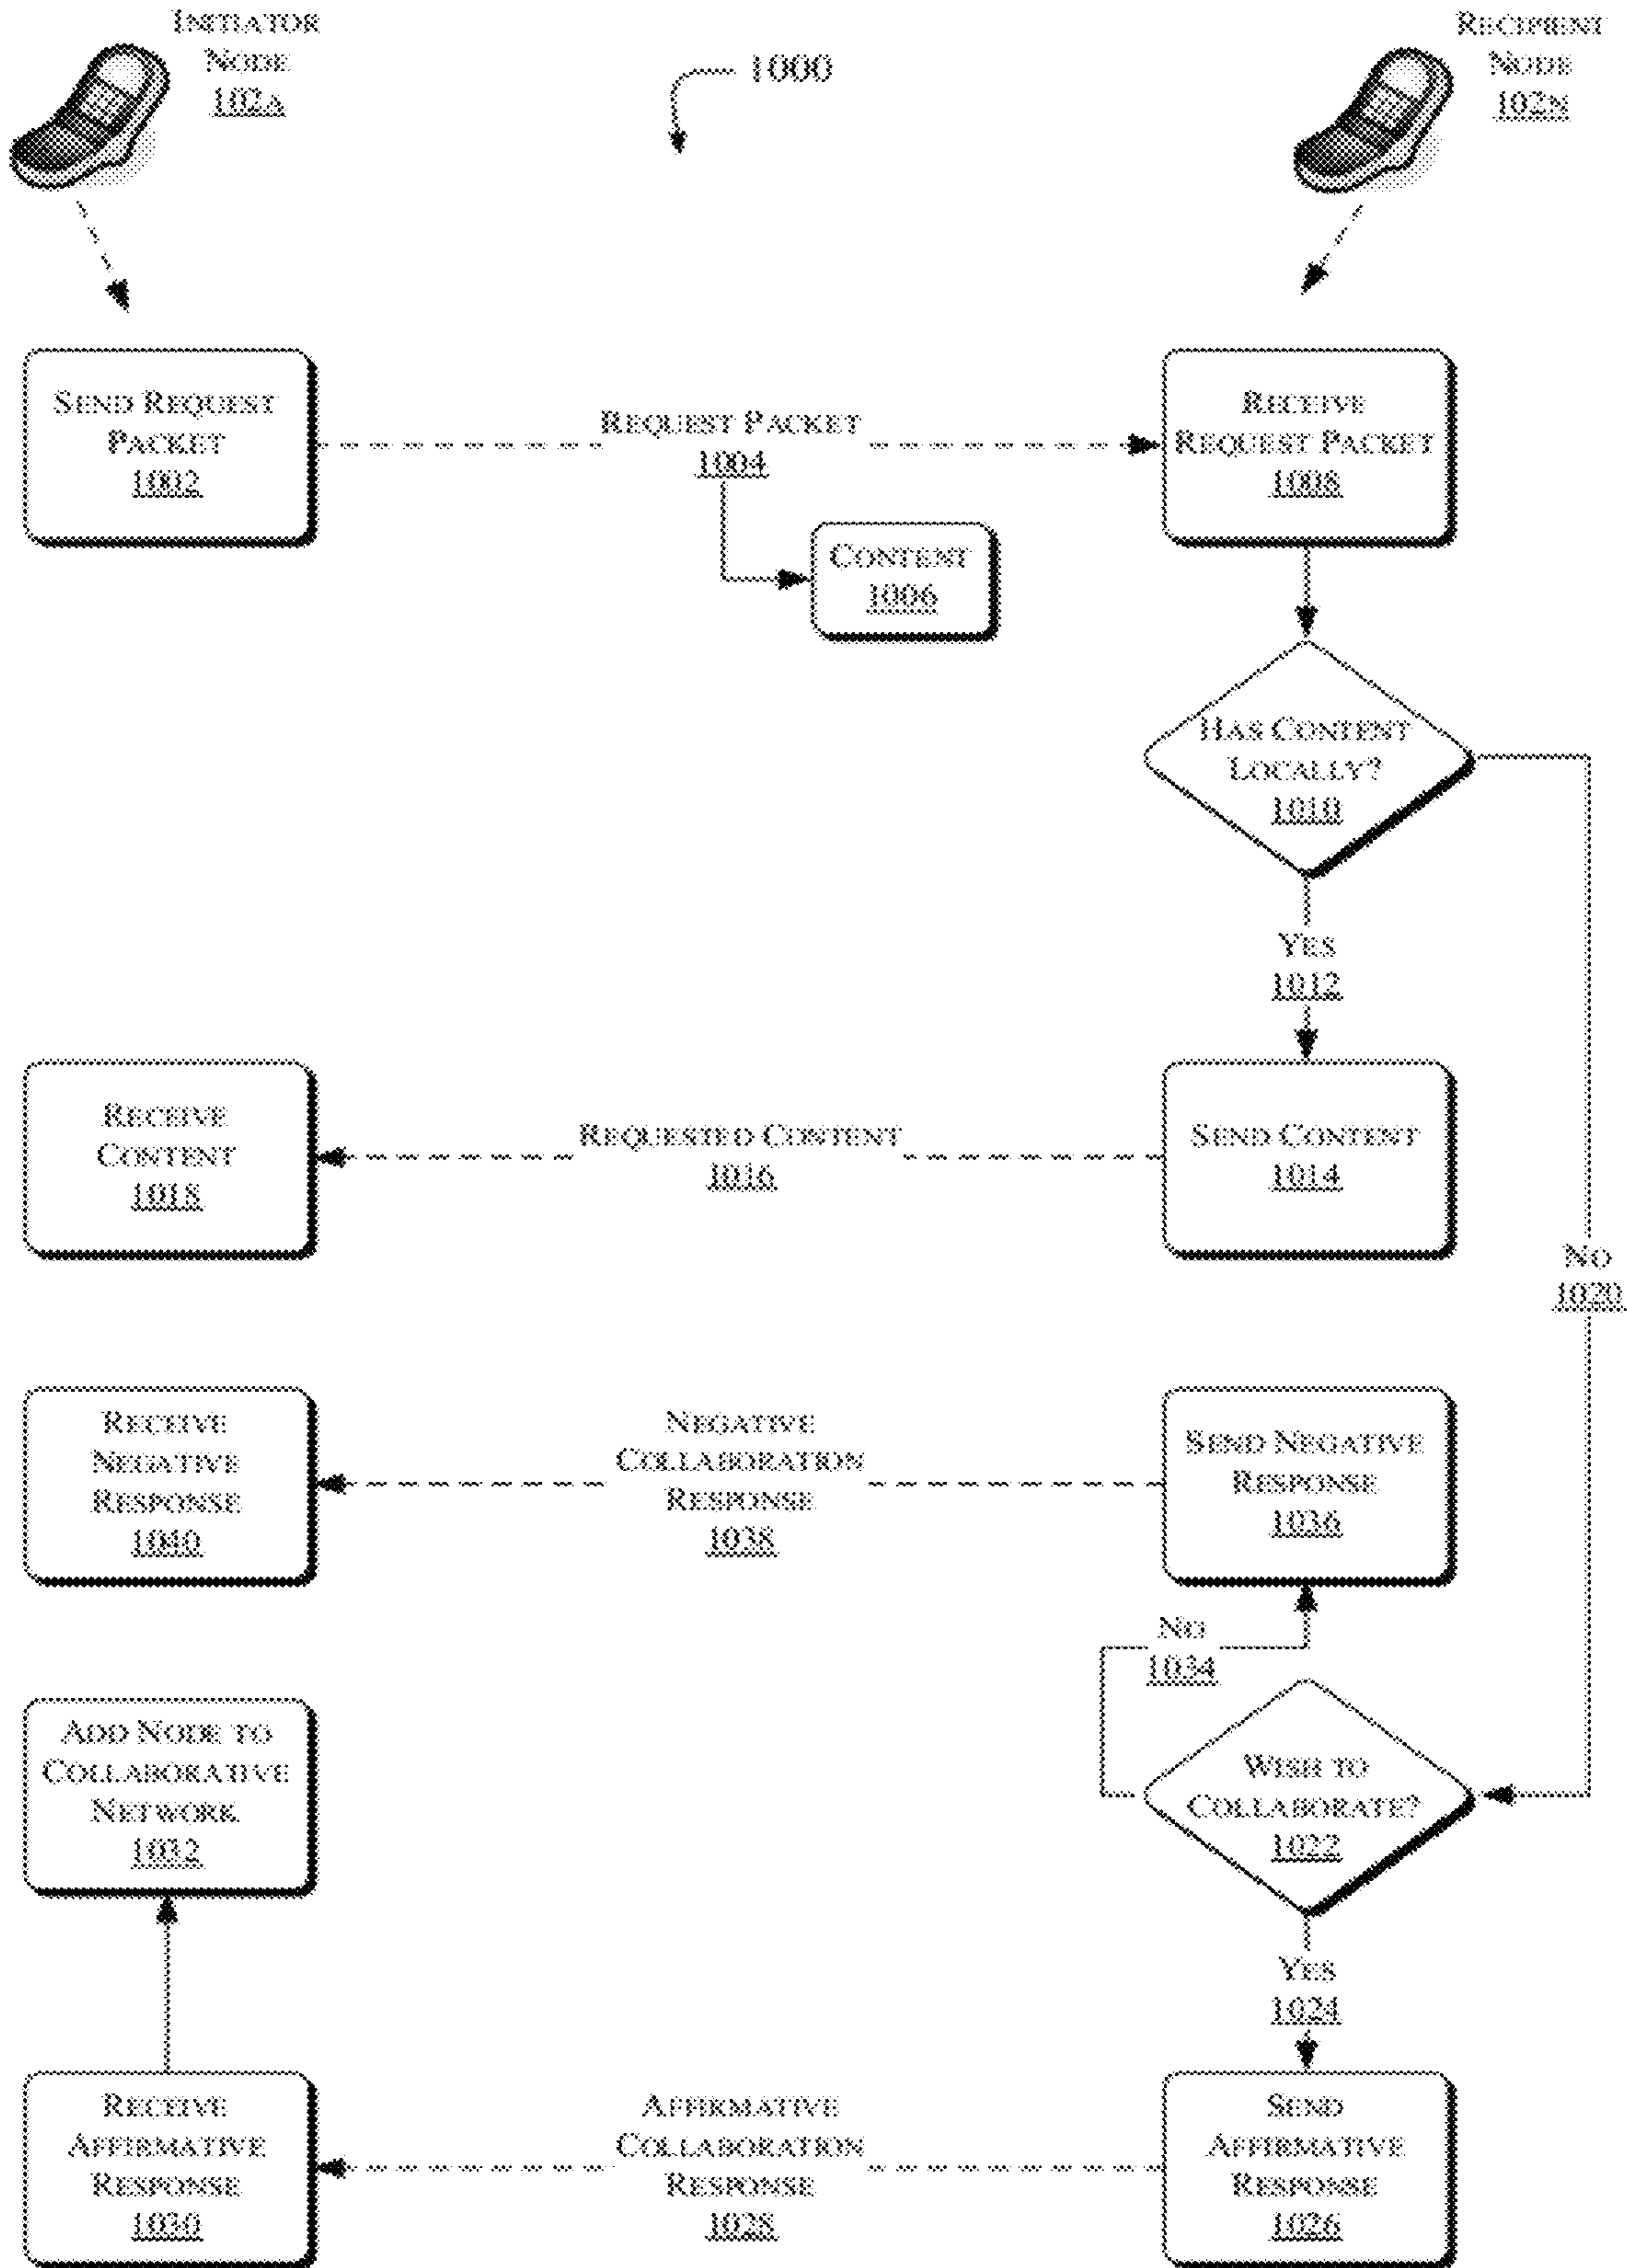 INITIATOR
NODE
102A
1000
RECIPIENT
NODE
102N
SEND REQUEST
PACKET
1002
REQUEST PACKET
1004
CONTENT
1006
RECEIVE
REQUEST PACKET
1008
HAS CONTENT
LOCALLY?
1010
YES
1012
SEND CONTENT
1014
REQUESTED CONTENT
1016
RECEIVE
CONTENT
1018
NO
1020
RECEIVE
NEGATIVE
RESPONSE
1040
NEGATIVE
COLLABORATION
RESPONSE
1038
SEND NEGATIVE
RESPONSE
1036
NO
1034
ADD NODE TO
COLLABORATIVE
NETWORK
1032
WISH TO
COLLABORATE?
1022
YES
1024
RECEIVE
AFFIRMATIVE
RESPONSE
1030
AFFIRMATIVE
COLLABORATION
RESPONSE
1028
SEND
AFFIRMATIVE
RESPONSE
1026